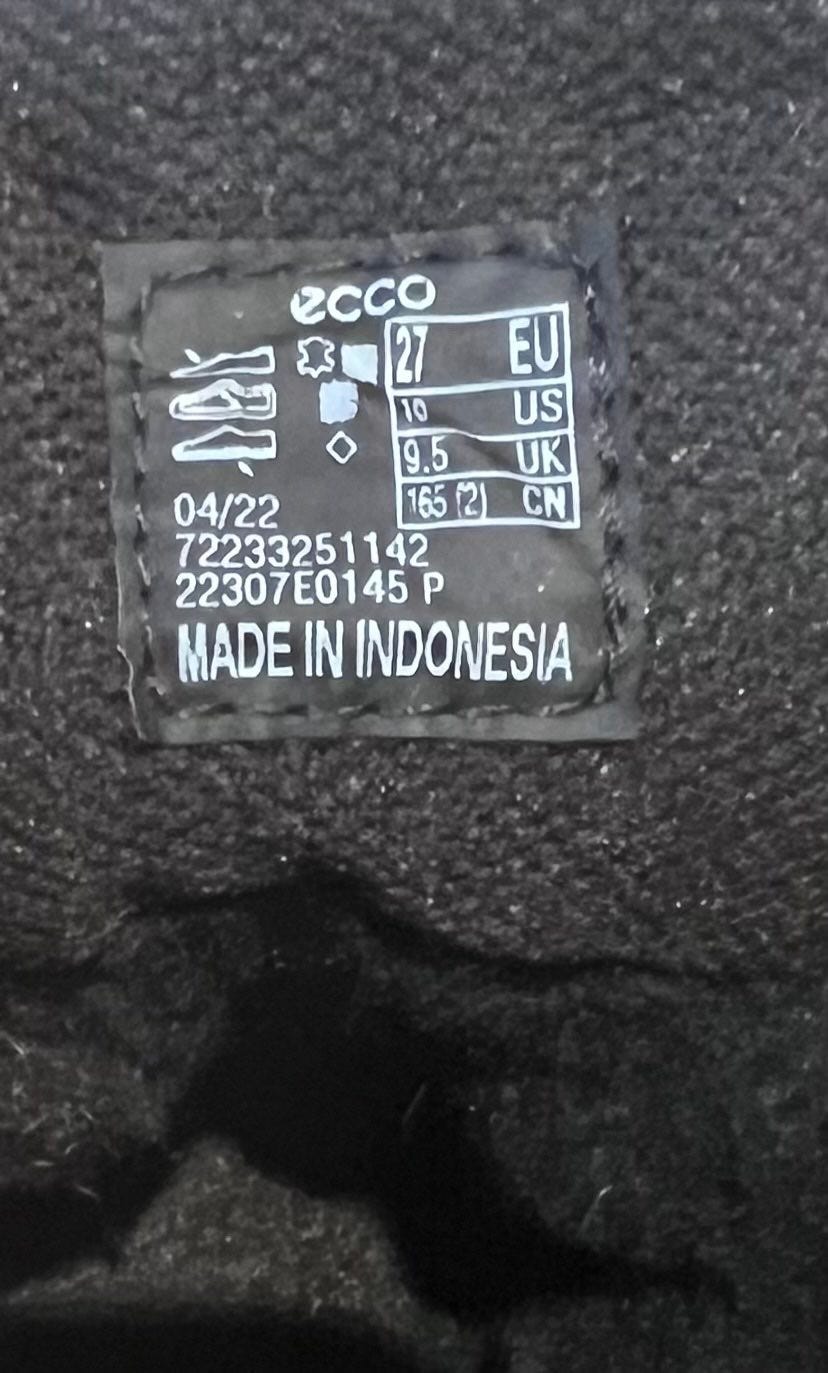 ecco
27 EU
10 US
9.5 UK
165 (2) CN
04/22
72233251142
22307E0145 P
MADE IN INDONESIA